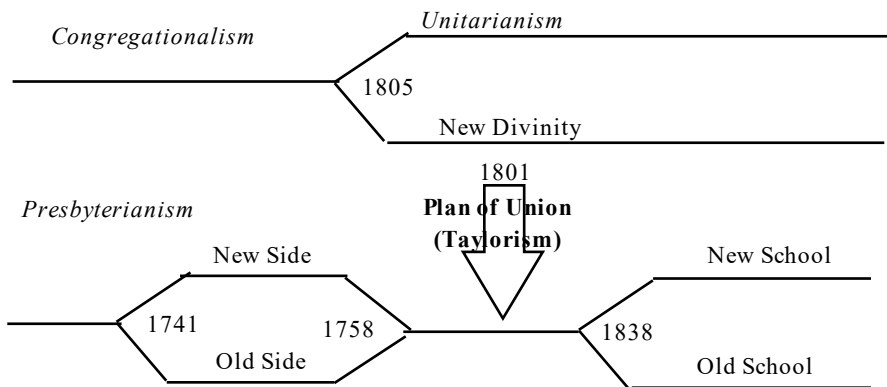 Unitarianism
Congregationalism
1805
New Divinity
1801
Plan of Union
(Taylorism)
Presbyterianism
New Side
New School
1741
1758
1838
Old Side
Old School